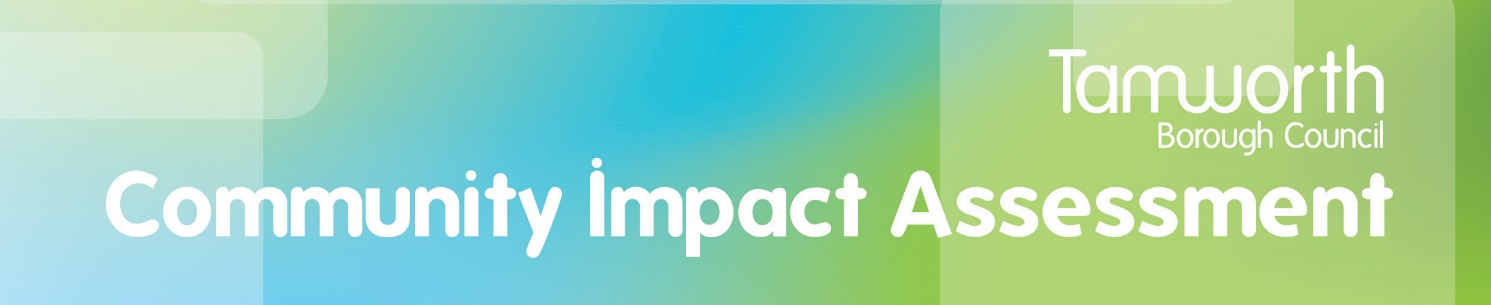 Tamworth
Borough Council
Community Impact Assessment